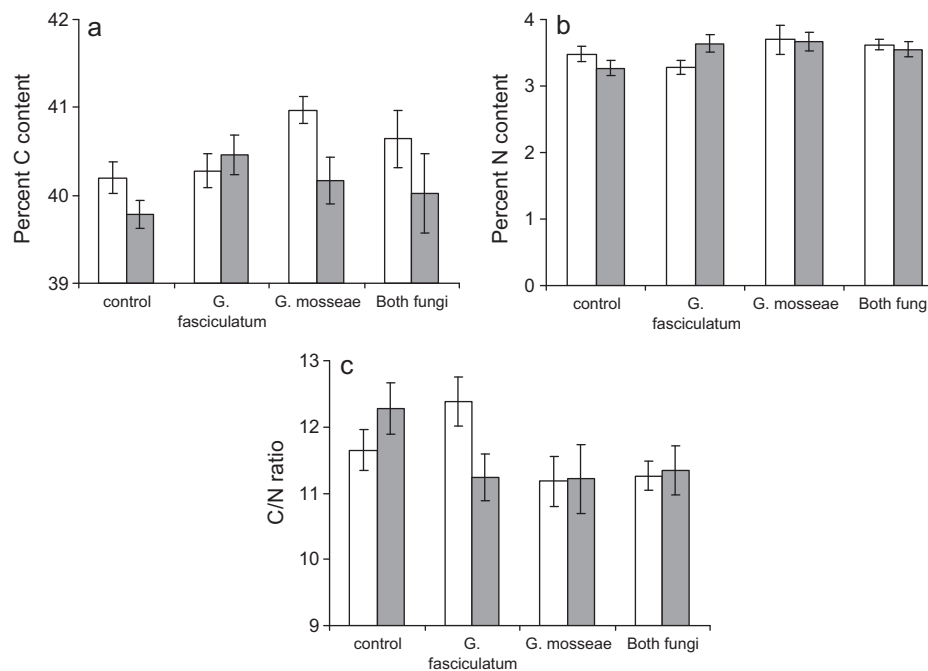 a
42
41
40
39
Percent C content
control
G. fasciculatum
G. mosseae
Both fungi
b
4
3
2
1
0
Percent N content
control
G. fasciculatum
G. mosseae
Both fungi
c
13
12
11
10
9
C/N ratio
control
G. fasciculatum
G. mosseae
Both fungi